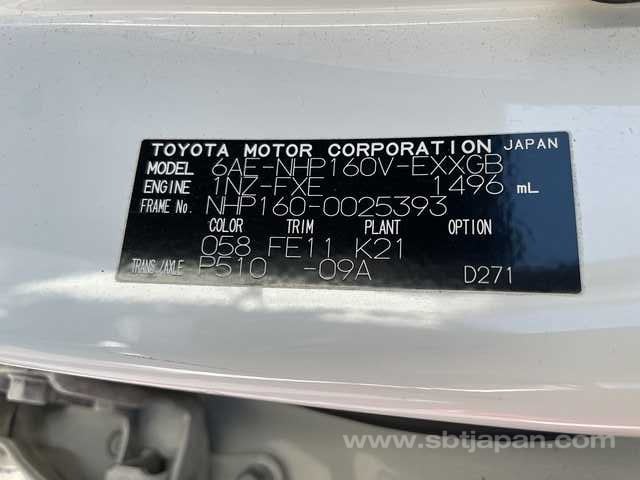 TOYOTA MOTOR CORPORATION JAPAN
MODEL 6AE-NHP160V-EXXGB
ENGINE 1NZ-FXE 1496 mL
FRAME No. NHP160-0025393
COLOR TRIM PLANT OPTION
058 FE11 K21
TRANS./AXLE P510 -09A D271
www.sbtjapan.com